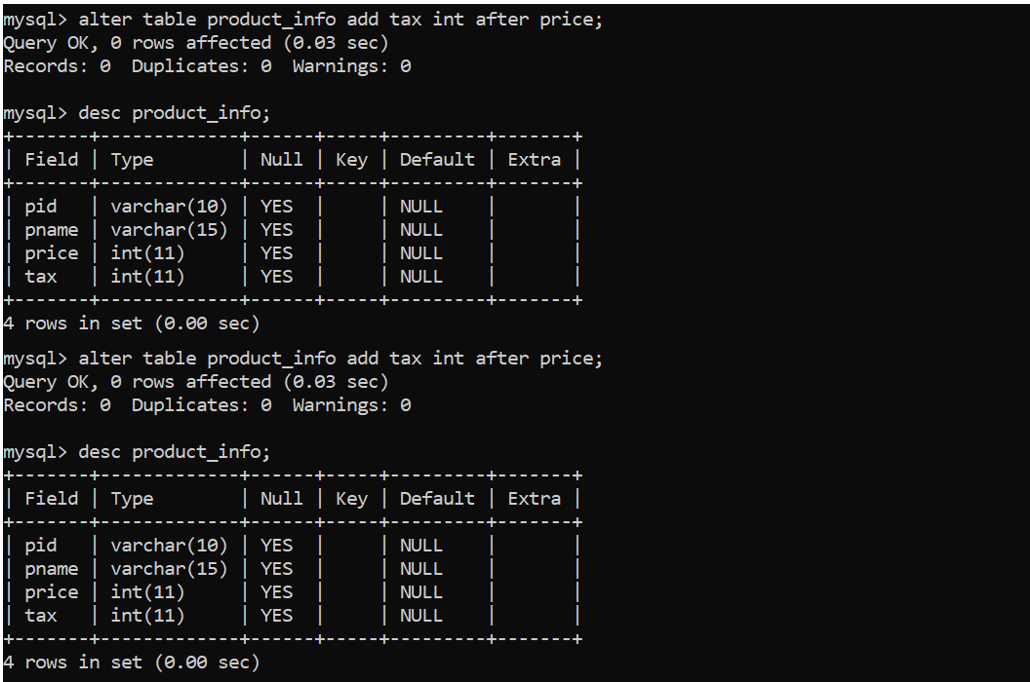 mysql> alter table product_info add tax int after price;
Query OK, 0 rows affected (0.03 sec)
Records: 0  Duplicates: 0  Warnings: 0
mysql> desc product_info;
+-------+-------------+------+-----+---------+-------+
| Field | Type        | Null | Key | Default | Extra |
+-------+-------------+------+-----+---------+-------+
| pid   | varchar(10) | YES  |     | NULL    |       |
| pname | varchar(15) | YES  |     | NULL    |       |
| price | int(11)     | YES  |     | NULL    |       |
| tax   | int(11)     | YES  |     | NULL    |       |
+-------+-------------+------+-----+---------+-------+
4 rows in set (0.00 sec)
mysql> alter table product_info add tax int after price;
Query OK, 0 rows affected (0.03 sec)
Records: 0  Duplicates: 0  Warnings: 0
mysql> desc product_info;
+-------+-------------+------+-----+---------+-------+
| Field | Type        | Null | Key | Default | Extra |
+-------+-------------+------+-----+---------+-------+
| pid   | varchar(10) | YES  |     | NULL    |       |
| pname | varchar(15) | YES  |     | NULL    |       |
| price | int(11)     | YES  |     | NULL    |       |
| tax   | int(11)     | YES  |     | NULL    |       |
+-------+-------------+------+-----+---------+-------+
4 rows in set (0.00 sec)